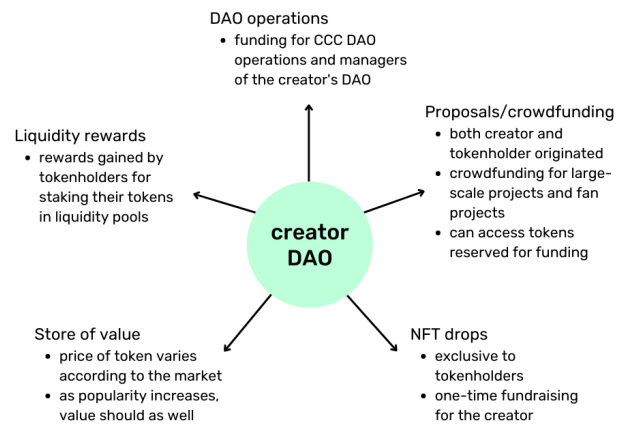 DAO operations
• funding for CCC DAO
operations and managers
of the creator's DAO
Proposals/crowdfunding
• both creator and
tokenholder originated
• crowdfunding for large-
scale projects and fan
projects
• can access tokens
reserved for funding
Liquidity rewards
• rewards gained by
tokenholders for
staking their tokens
in liquidity pools
creator
DAO
Store of value
• price of token varies
according to the market
• as popularity increases,
value should as well
NFT drops
• exclusive to
tokenholders
• one-time fundraising
for the creator